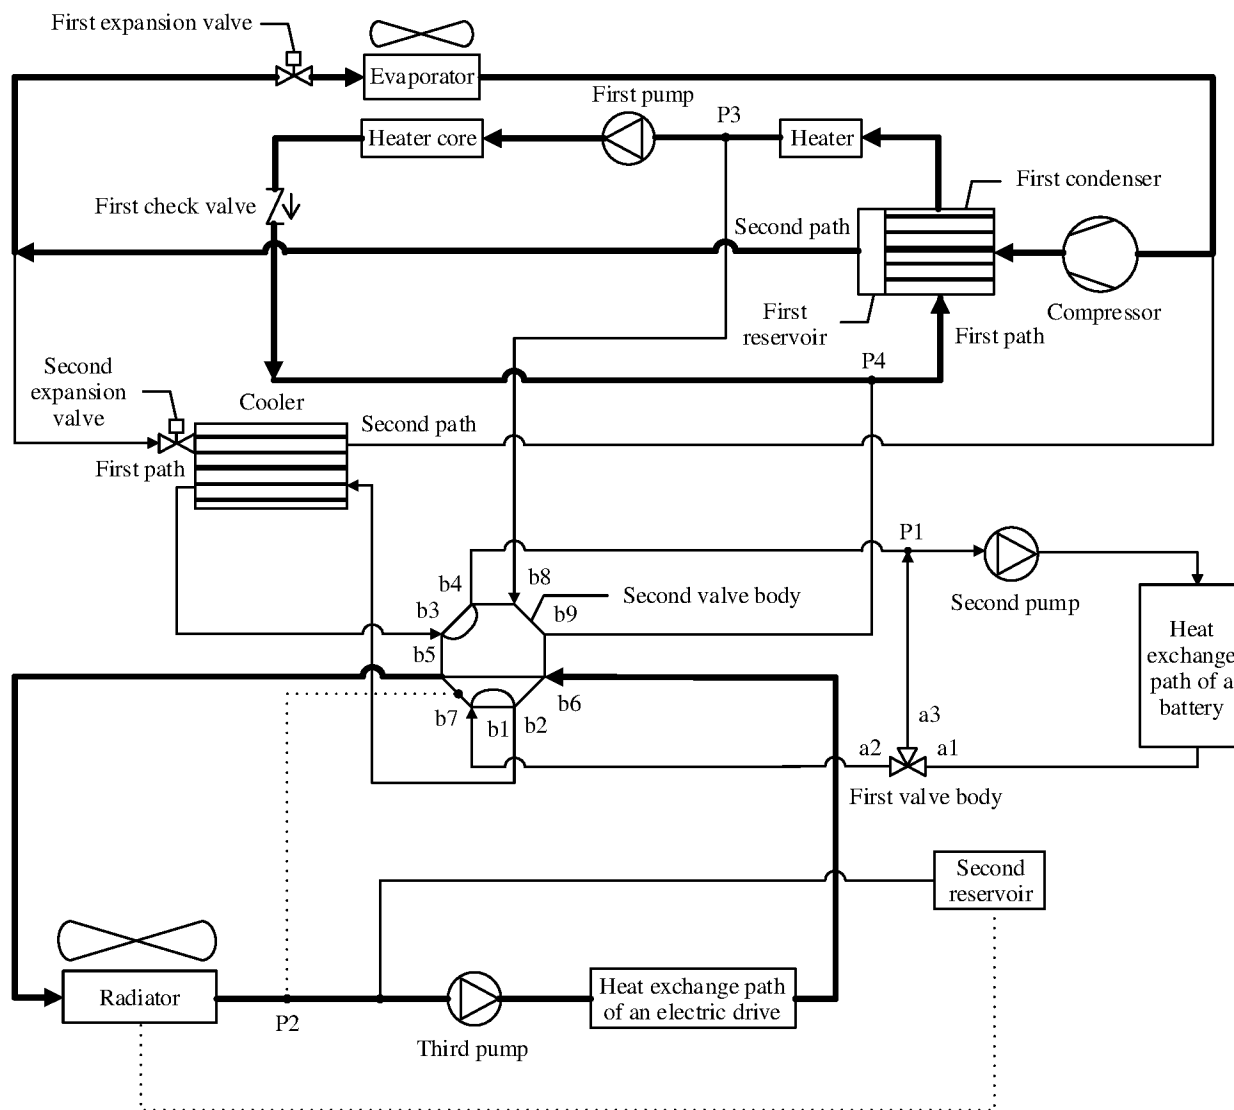 First expansion valve
Evaporator
First pump
P3
Heater core
Heater
First condenser
First check valve
Second path
First
reservoir
Compressor
First path
P4
Second
expansion
valve
Cooler
Second path
First path
P1
b4
b8
Second valve body
Second pump
b3
b9
b5
Heat
exchange
path of a
battery
b6
b7
b1
b2
a3
a2
a1
First valve body
Second
reservoir
Radiator
P2
Heat exchange path
of an electric drive
Third pump